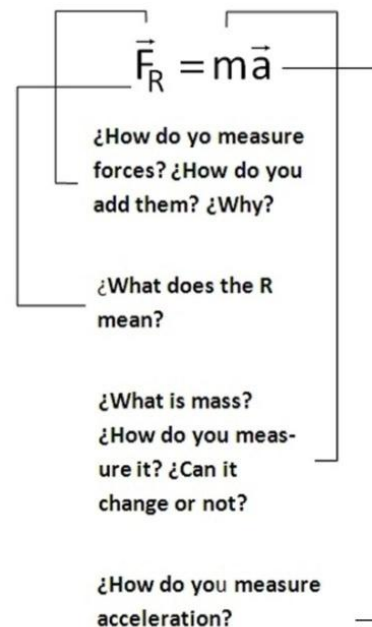 F⃗R = ma⃗
¿How do yo measure
forces? ¿How do you
add them? ¿Why?
¿What does the R
mean?
¿What is mass?
¿How do you meas-
ure it? ¿Can it
change or not?
¿How do you measure
acceleration?